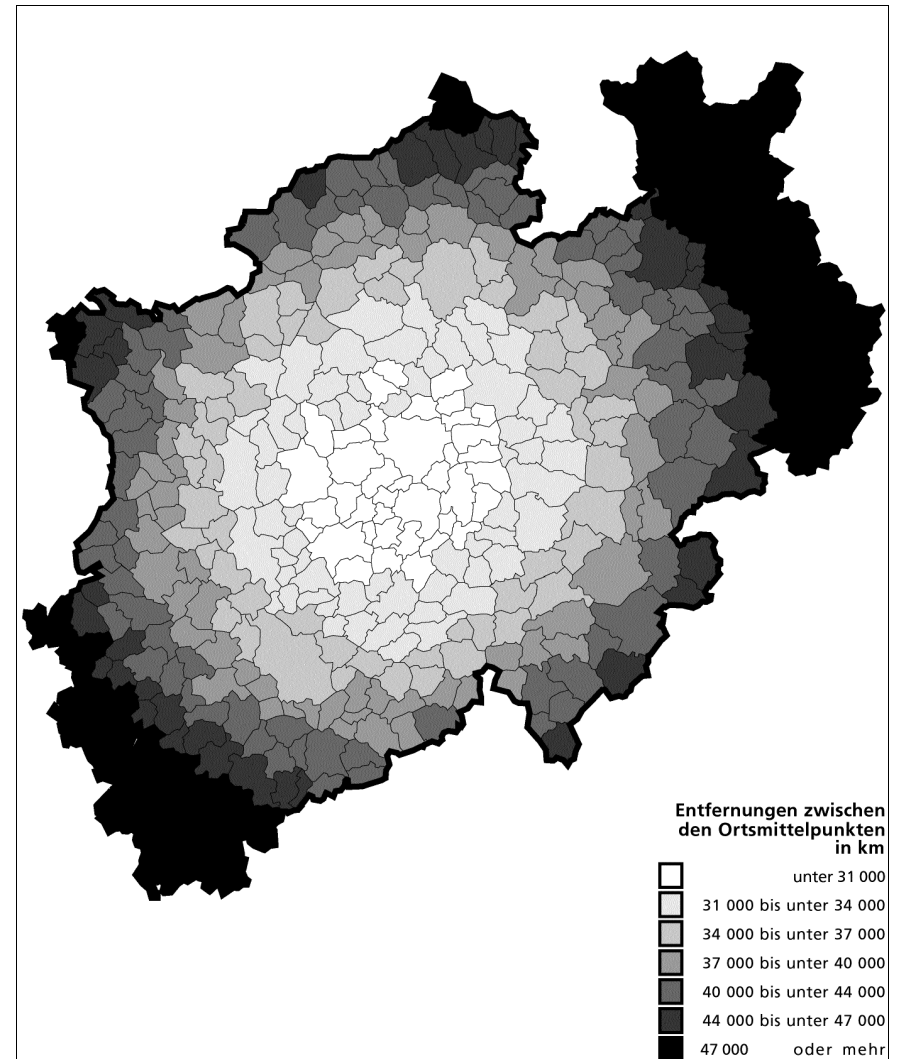 Entfernungen zwischen
den Ortsmittelpunkten
in km
unter 31 000
31 000 bis unter 34 000
34 000 bis unter 37 000
37 000 bis unter 40 000
40 000 bis unter 44 000
44 000 bis unter 47 000
47 000 oder mehr